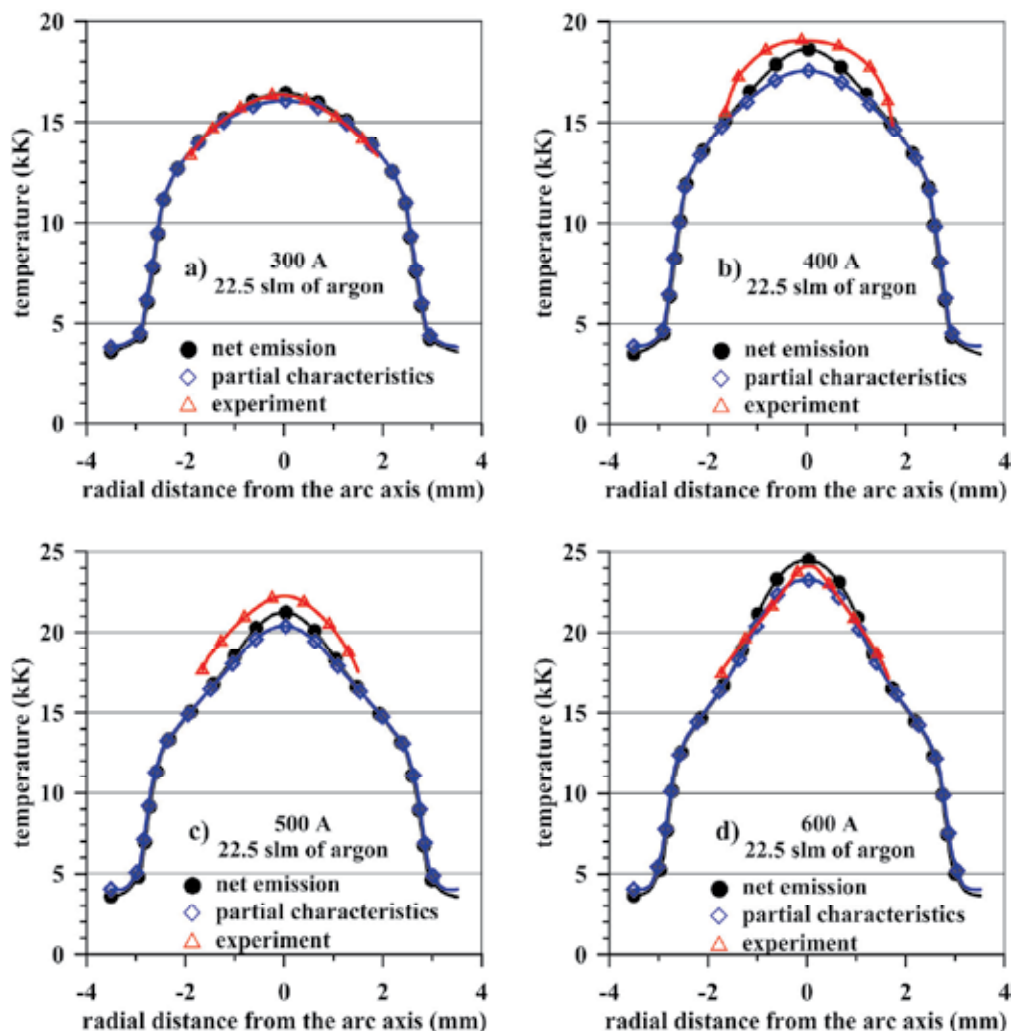 20
15
10
5
0
temperature (kK)
a) 300 A
22.5 slm of argon
net emission
partial characteristics
experiment
-4 -2 0 2 4
radial distance from the arc axis (mm)
20
15
10
5
0
temperature (kK)
b) 400 A
22.5 slm of argon
net emission
partial characteristics
experiment
-4 -2 0 2 4
radial distance from the arc axis (mm)
25
20
15
10
5
0
temperature (kK)
c) 500 A
22.5 slm of argon
net emission
partial characteristics
experiment
-4 -2 0 2 4
radial distance from the arc axis (mm)
25
20
15
10
5
0
temperature (kK)
d) 600 A
22.5 slm of argon
net emission
partial characteristics
experiment
-4 -2 0 2 4
radial distance from the arc axis (mm)